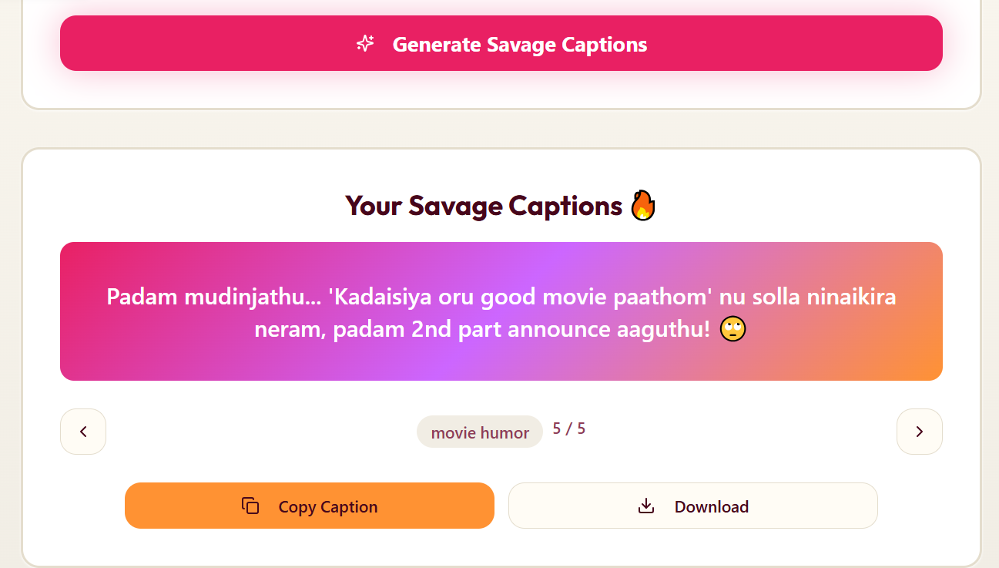 Generate Savage Captions
Your Savage Captions 🔥
Padam mudinjathu... 'Kadaisiya oru good movie paathom' nu solla ninaikira
neram, padam 2nd part announce aaguthu! 🙄
movie humor 5 / 5
Copy Caption
Download